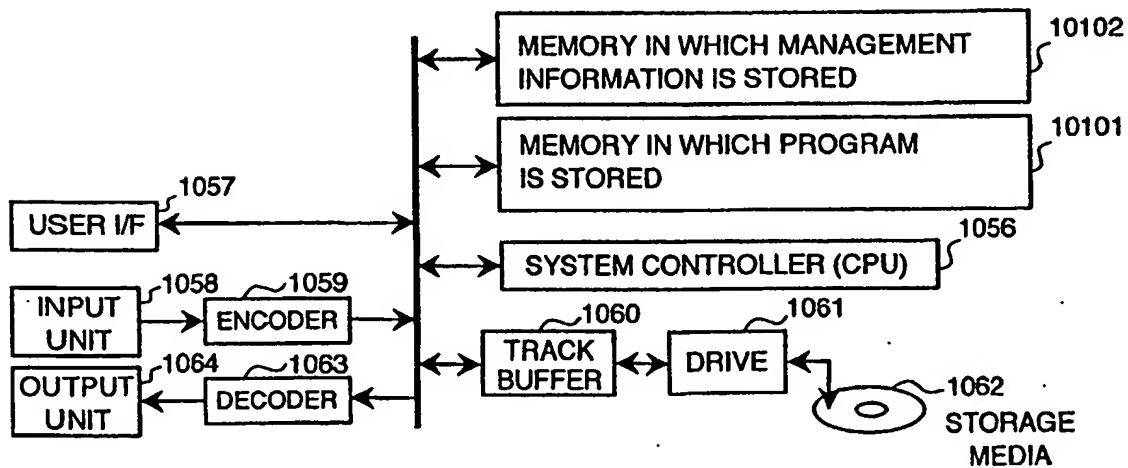 10102
MEMORY IN WHICH MANAGEMENT
INFORMATION IS STORED
10101
MEMORY IN WHICH PROGRAM
IS STORED
1057
USER I/F
1056
SYSTEM CONTROLLER (CPU)
1058
INPUT
UNIT
1059
ENCODER
1060
TRACK
BUFFER
1061
DRIVE
1064
OUTPUT
UNIT
1063
DECODER
1062
STORAGE
MEDIA